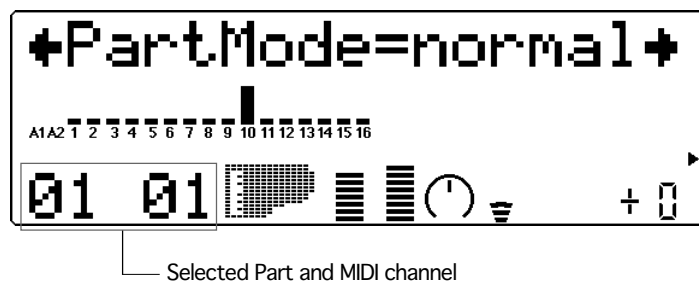 PartMode=normal
A1 A2 1 2 3 4 5 6 7 8 9 10 11 12 13 14 15 16
01 01 + 0
Selected Part and MIDI channel